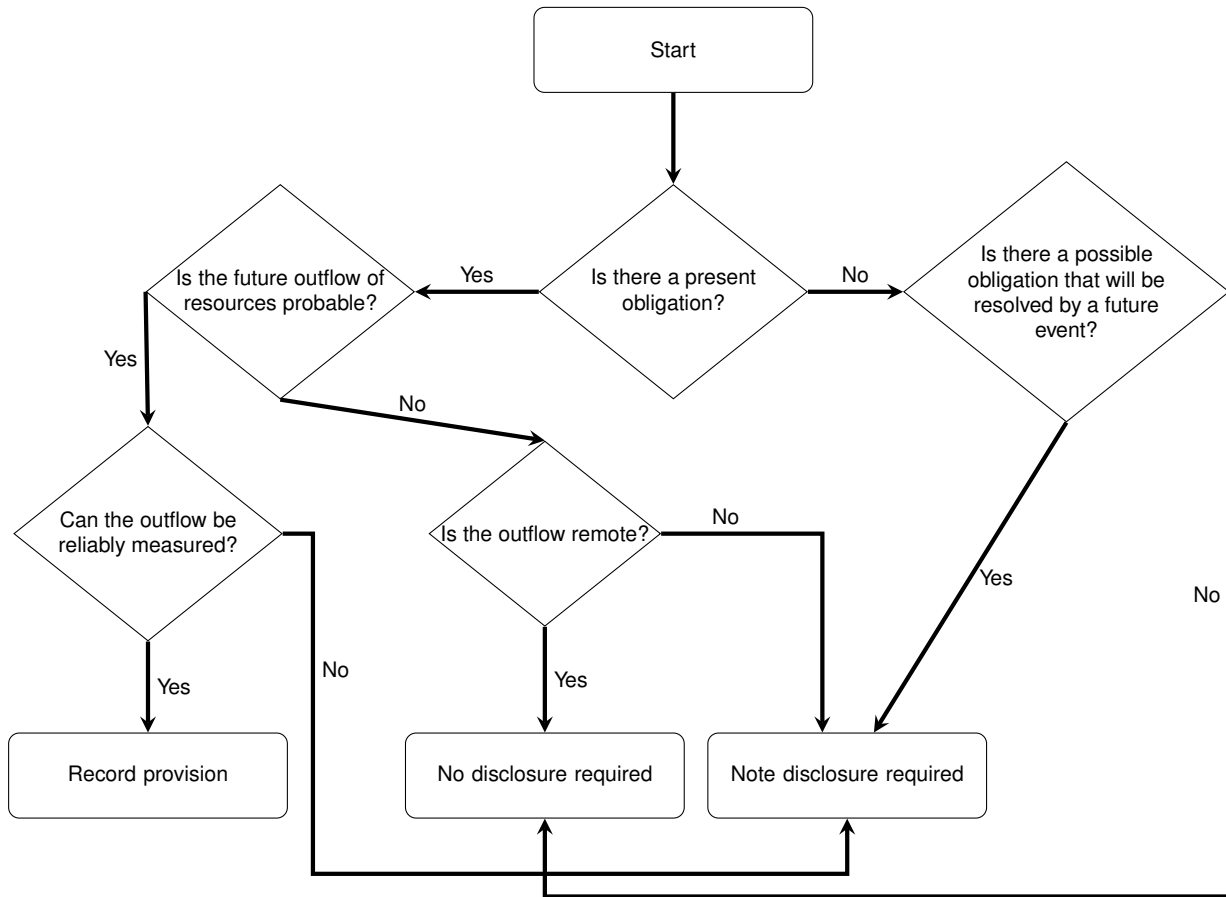 Start
Is the future outflow of
resources probable?
Yes
Is there a present
obligation?
No
Is there a possible
obligation that will be
resolved by a future
event?
Yes
No
Can the outflow be
reliably measured?
Is the outflow remote?
No
Yes
No
Yes
No
Yes
Record provision
No disclosure required
Note disclosure required